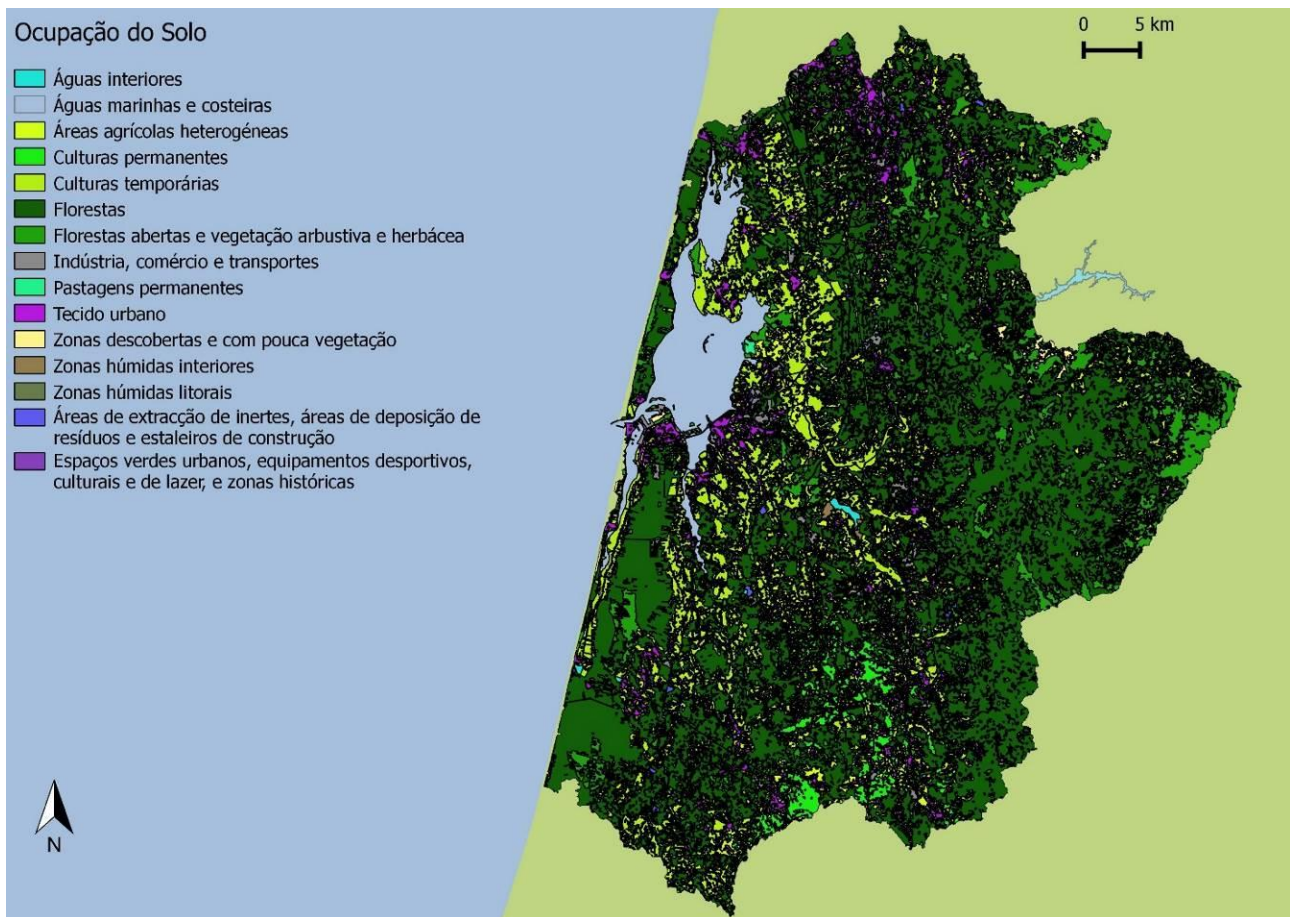 Ocupação do Solo
Águas interiores
Águas marinhas e costeiras
Áreas agrícolas heterogéneas
Culturas permanentes
Culturas temporárias
Florestas
Florestas abertas e vegetação arbustiva e herbácea
Indústria, comércio e transportes
Pastagens permanentes
Tecido urbano
Zonas descobertas e com pouca vegetação
Zonas húmidas interiores
Zonas húmidas litorais
Áreas de extracção de inertes, áreas de deposição de
resíduos e estaleiros de construção
Espaços verdes urbanos, equipamentos desportivos,
culturais e de lazer, e zonas históricas
0 5 km
N